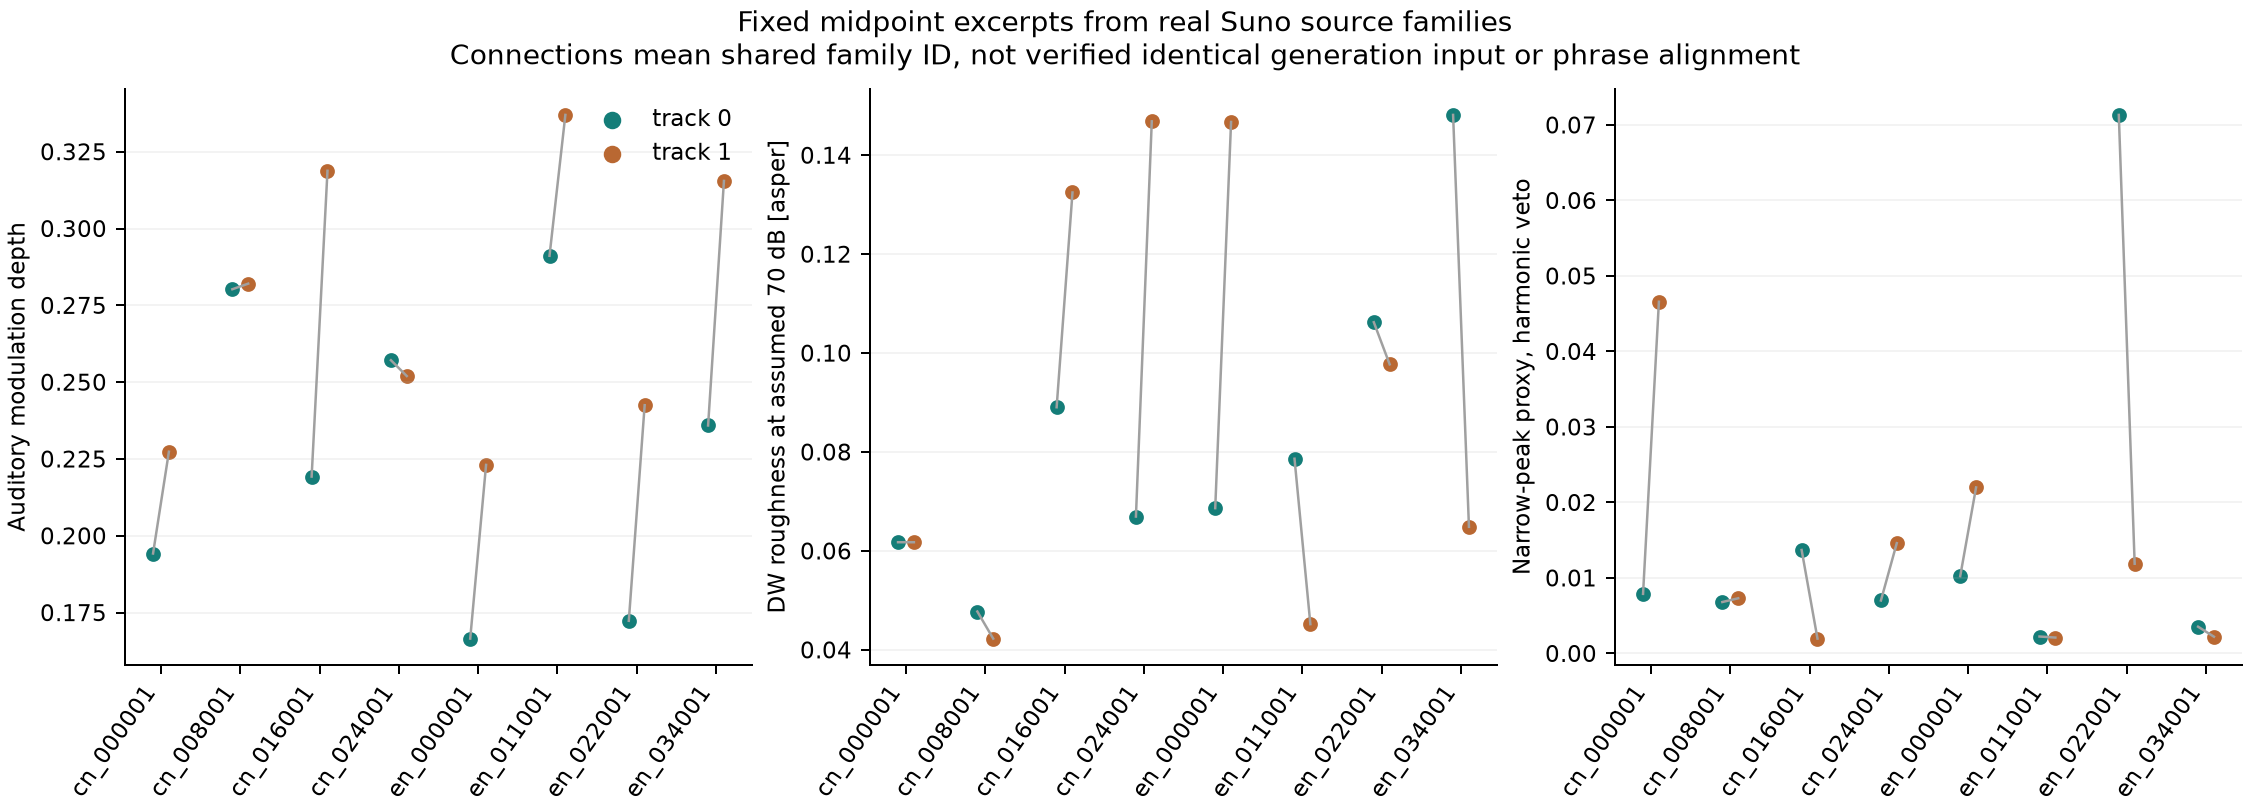 Fixed midpoint excerpts from real Suno source families
Connections mean shared family ID, not verified identical generation input or phrase alignment
Auditory modulation depth
0.325
0.300
0.275
0.250
0.225
0.200
0.175
track 0
track 1
cn_000001
cn_008001
cn_016001
cn_024001
en_000001
en_011001
en_022001
en_034001
DW roughness at assumed 70 dB [asper]
0.14
0.12
0.10
0.08
0.06
0.04
cn_000001
cn_008001
cn_016001
cn_024001
en_000001
en_011001
en_022001
en_034001
Narrow-peak proxy, harmonic veto
0.07
0.06
0.05
0.04
0.03
0.02
0.01
0.00
cn_000001
cn_008001
cn_016001
cn_024001
en_000001
en_011001
en_022001
en_034001